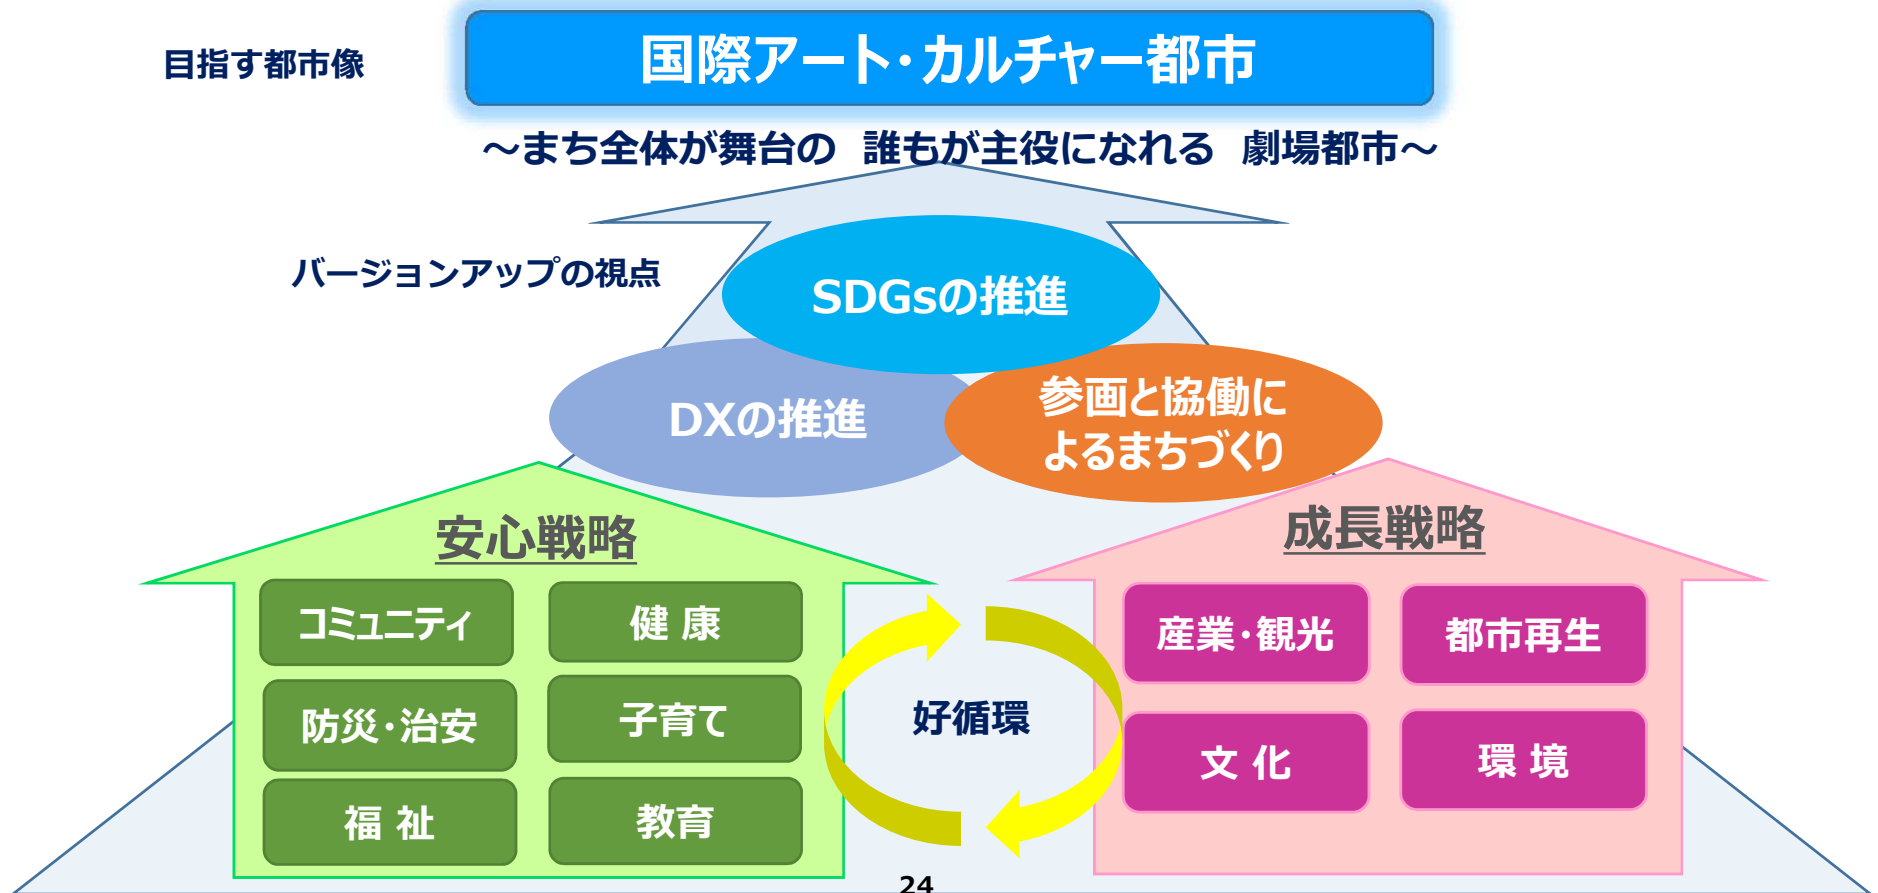 目指す都市像
国際アート・カルチャー都市
～まち全体が舞台の 誰もが主役になれる 劇場都市～
バージョンアップの視点
SDGsの推進
DXの推進
参画と協働に
よるまちづくり
安心戦略
コミュニティ
健 康
防災・治安
子育て
福 祉
教育
好循環
成長戦略
産業・観光
都市再生
文 化
環 境
24